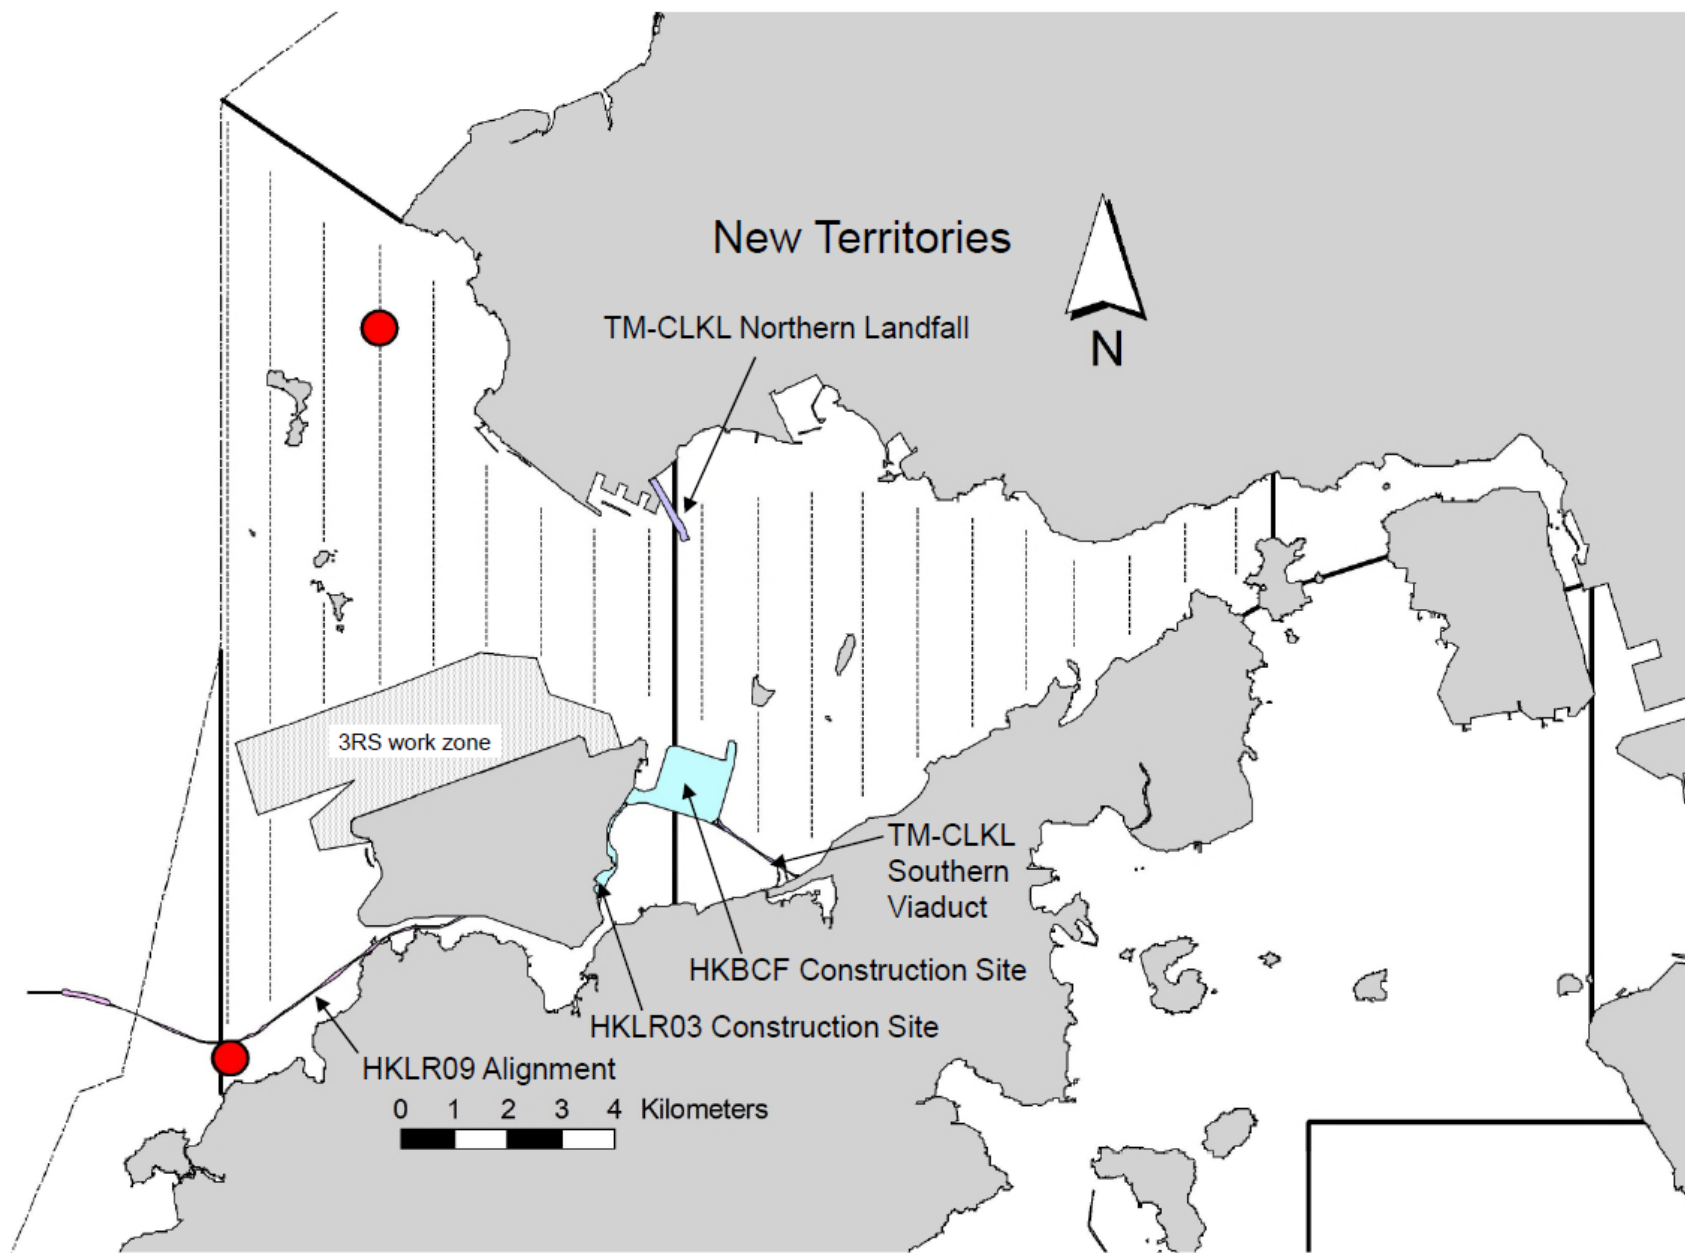 New Territories
TM-CLKL Northern Landfall
N
3RS work zone
TM-CLKL
Southern
Viaduct
HKBCF Construction Site
HKLR03 Construction Site
HKLR09 Alignment
0 1 2 3 4 Kilometers